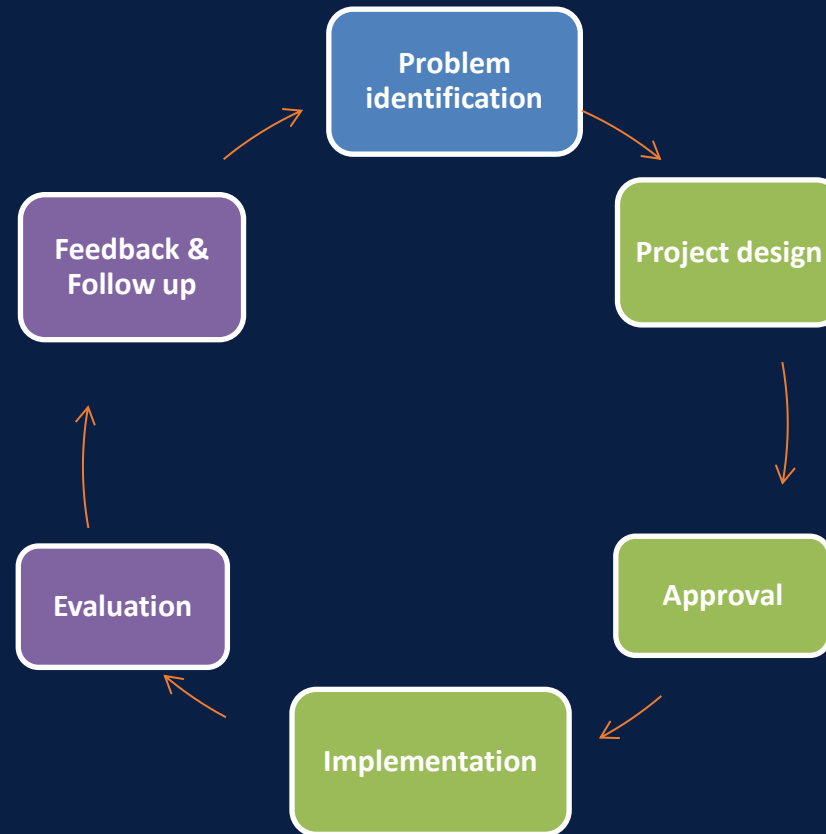 Problem
identification
Project design
Approval
Implementation
Evaluation
Feedback &
Follow up